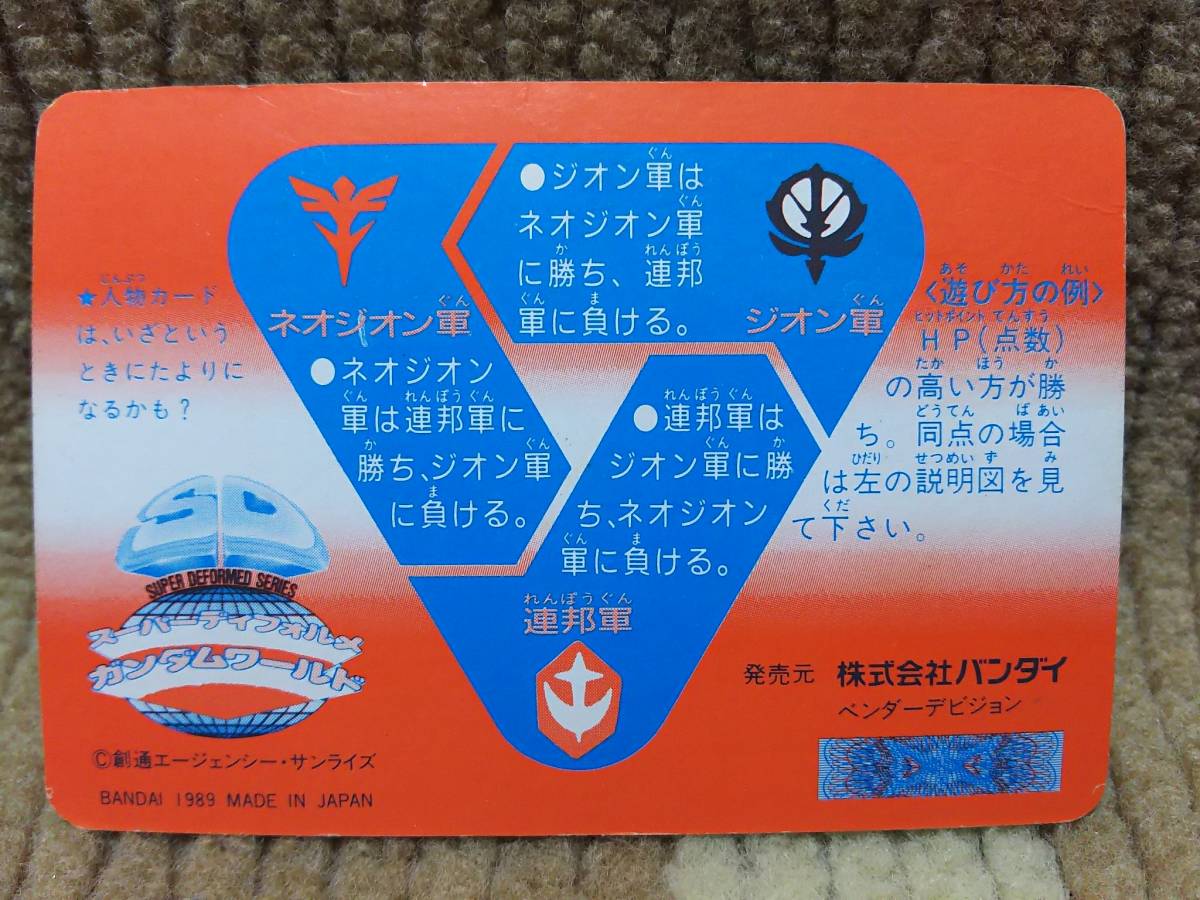 ★人物カード
は、いざという
ときにたよりに
なるかも?
ネオジオン軍
●ジオン軍は
ネオジオン軍
に勝ち、連邦
軍に負ける。
ジオン軍
●ネオジオン
軍は連邦軍に
勝ち、ジオン軍
に負ける。
●連邦軍は
ジオン軍に勝
ち、ネオジオン
軍に負ける。
連邦軍
〈遊び方の例〉
HP(点数)
の高い方が勝
ち。同点の場合
は左の説明図を見
て下さい。
SUPER DEFORMED SERIES
スーパーディフォルメ
ガンダムワールド
©創通エージェンシー・サンライズ
BANDAI 1989 MADE IN JAPAN
発売元 株式会社バンダイ
ベンダーデビジョン